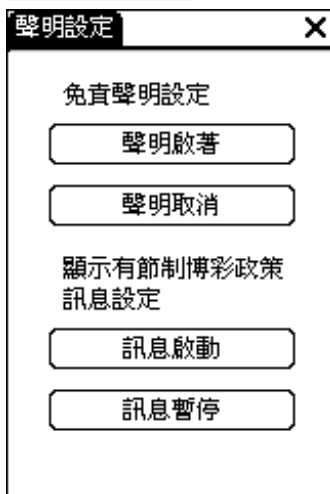 聲明設定
免責聲明設定
聲明啟著
聲明取消
顯示有節制博彩政策
訊息設定
訊息啟動
訊息暫停